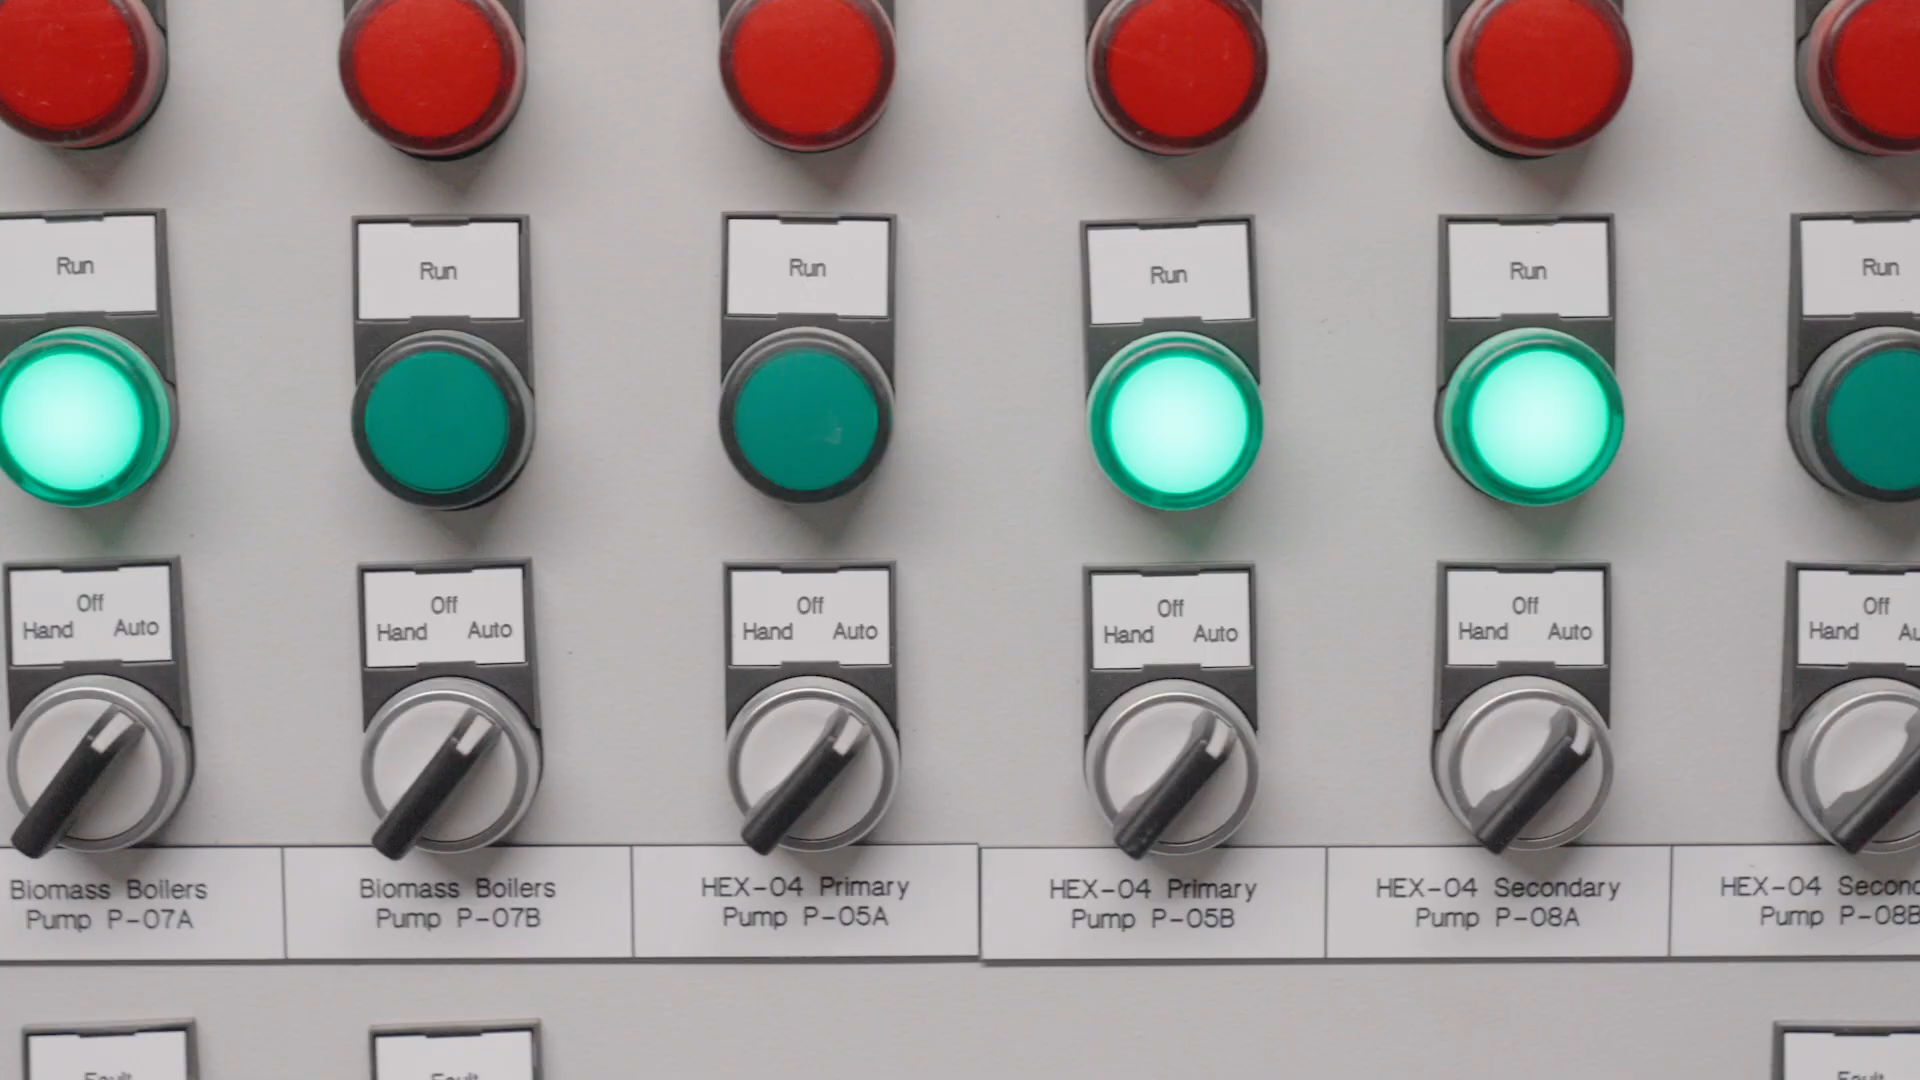 Run
Run
Run
Run
Run
Run
Off
Hand Auto
Off
Hand Auto
Off
Hand Auto
Off
Hand Auto
Off
Hand Auto
Off
Hand
Biomass Boilers
Pump P-07A
Biomass Boilers
Pump P-07B
HEX-04 Primary
Pump P-05A
HEX-04 Primary
Pump P-05B
HEX-04 Secondary
Pump P-08A
HEX-04
Pump P-08B